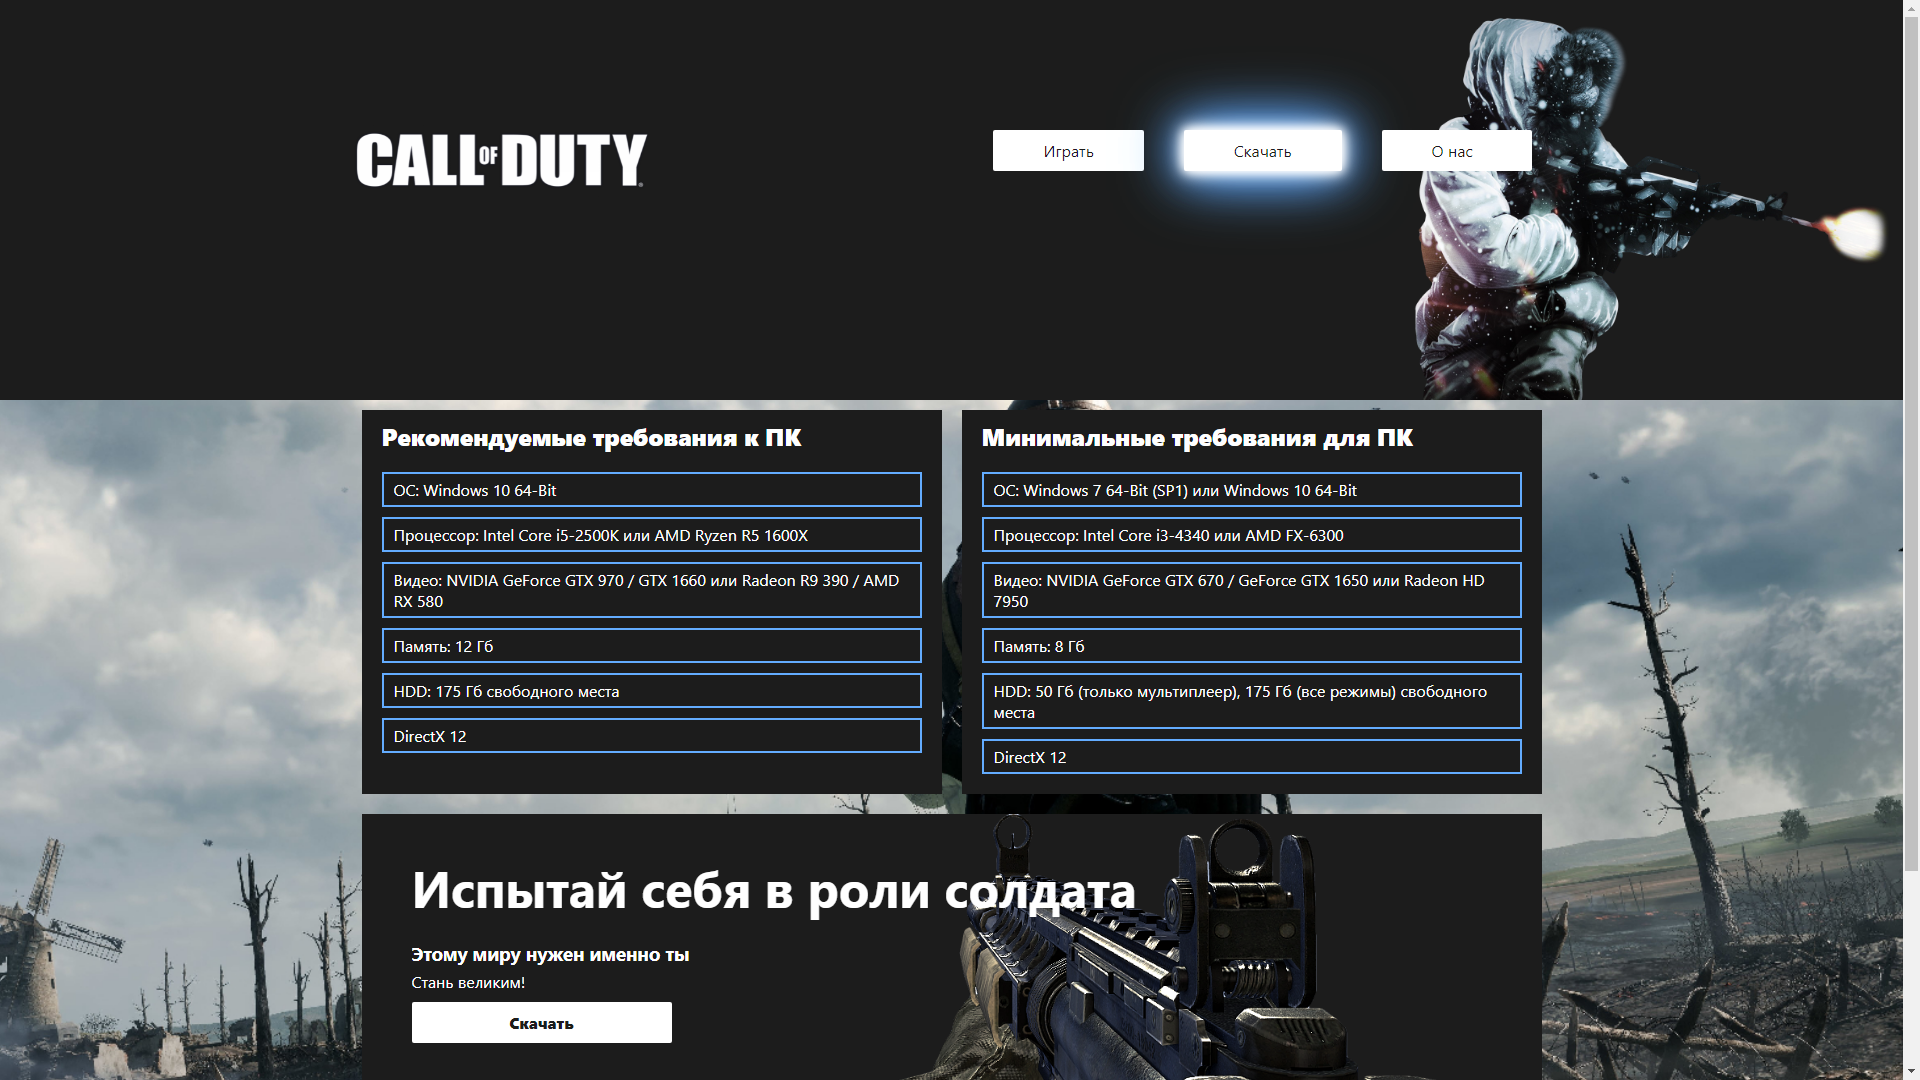 CALL OF DUTY
Играть
Скачать
О нас
Рекомендуемые требования к ПК
ОС: Windows 10 64-Bit
Процессор: Intel Core i5-2500K или AMD Ryzen R5 1600X
Видео: NVIDIA GeForce GTX 970 / GTX 1660 или Radeon R9 390 / AMD
RX 580
Память: 12 Гб
HDD: 175 Гб свободного места
DirectX 12
Минимальные требования для ПК
ОС: Windows 7 64-Bit (SP1) или Windows 10 64-Bit
Процессор: Intel Core i3-4340 или AMD FX-6300
Видео: NVIDIA GeForce GTX 670 / GeForce GTX 1650 или Radeon HD
7950
Память: 8 Гб
HDD: 50 Гб (только мультиплеер), 175 Гб (все режимы) свободного
места
DirectX 12
Испытай себя в роли солдата
Этому миру нужен именно ты
Стань великим!
Скачать